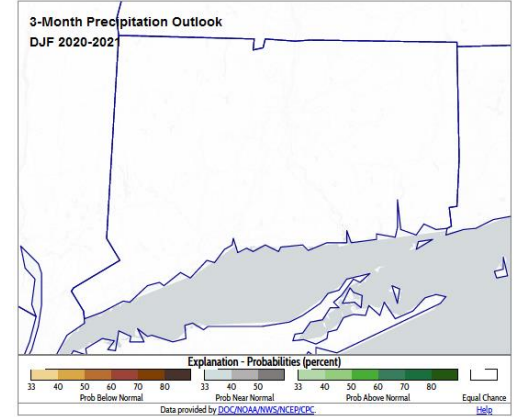 3-Month Precipitation Outlook
DJF 2020-2021
Explanation - Probabilities (percent)
33 40 50 60 70 80 33 40 50 33 40 50 60 70 80
Prob Below Normal Prob Near Normal Prob Above Normal Equal Chance
Data provided by DOC/NOAA/NWS/NCEP/CPC. Help